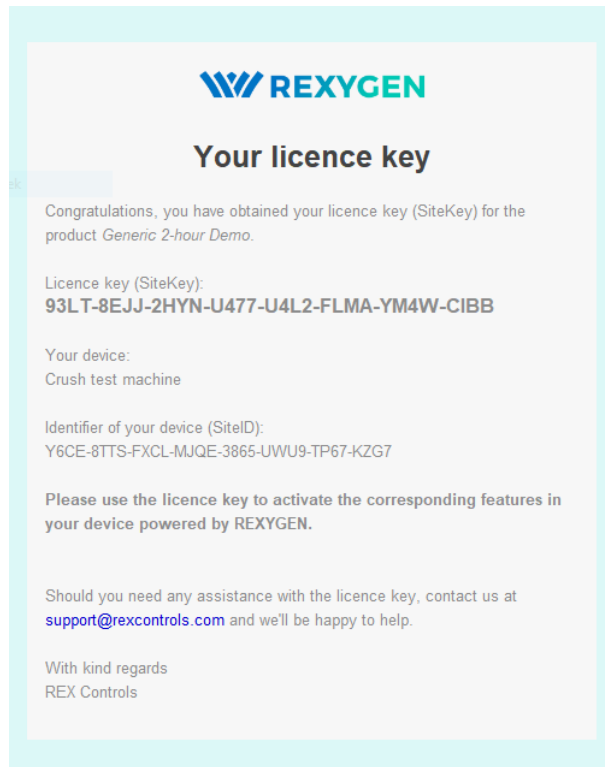 REXYGEN
Your licence key
Congratulations, you have obtained your licence key (SiteKey) for the
product Generic 2-hour Demo.
Licence key (SiteKey):
93LT-8EJJ-2HYN-U477-U4L2-FLMA-YM4W-CIBB
Your device:
Crush test machine
Identifier of your device (SiteID):
Y6CE-8TTS-FXCL-MJQE-3865-UWU9-TP67-KZG7
Please use the licence key to activate the corresponding features in
your device powered by REXYGEN.
Should you need any assistance with the licence key, contact us at
support@rexcontrols.com and we'll be happy to help.
With kind regards
REX Controls